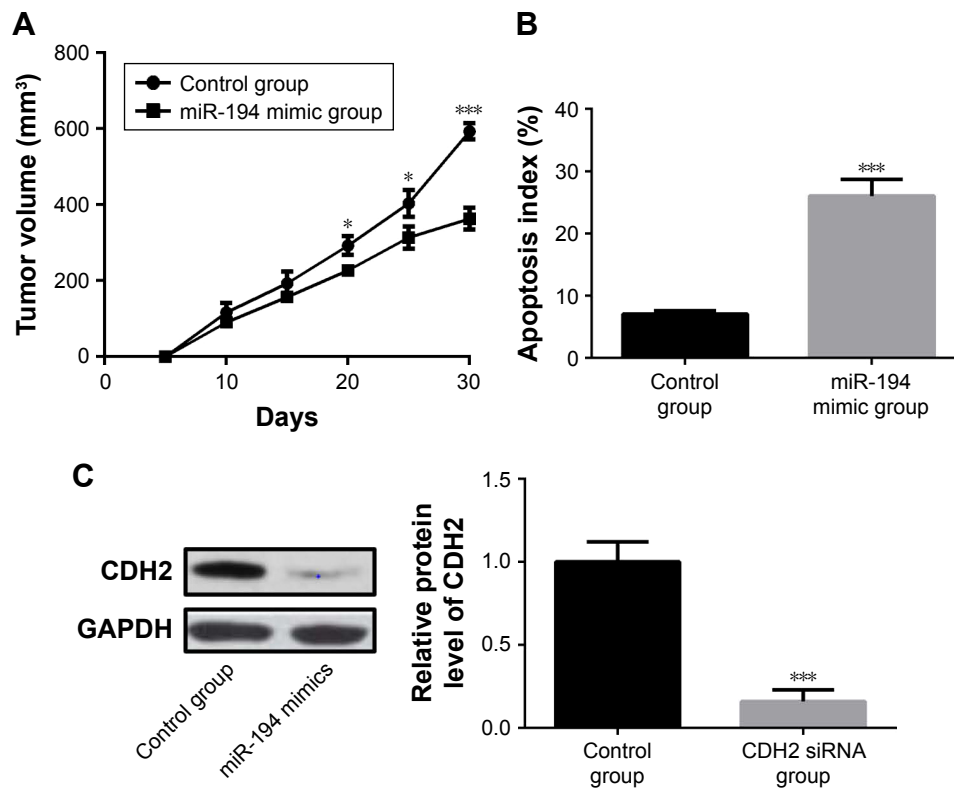 A
Tumor volume (mm³)
800
600
400
200
0
Control group
miR-194 mimic group
*
*
***
0
10
20
30
Days
B
Apoptosis index (%)
40
30
20
10
0
***
Control
group
miR-194
mimic group
C
CDH2
GAPDH
Control group
miR-194 mimics
Relative protein
level of CDH2
1.5
1.0
0.5
0.0
***
Control
group
CDH2 siRNA
group